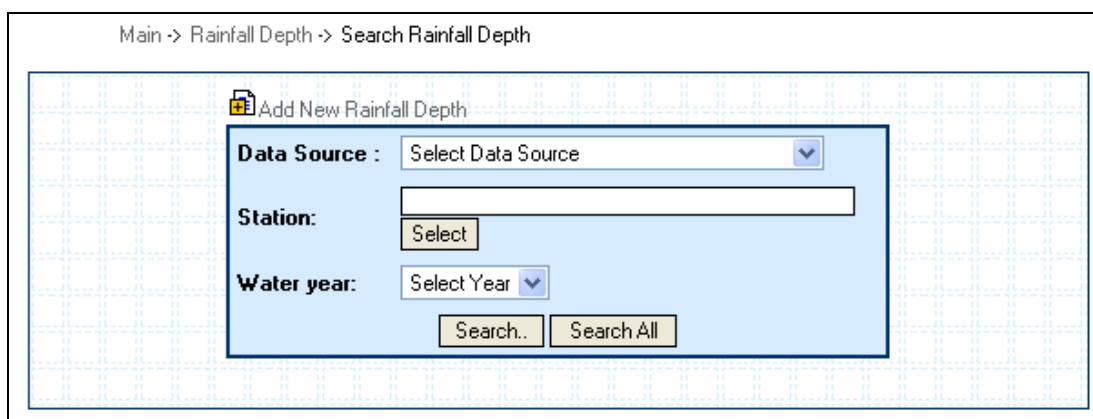 Main -> Rainfall Depth -> Search Rainfall Depth
Add New Rainfall Depth
Data Source : Select Data Source
Station:
Select
Water year: Select Year
Search.. Search All